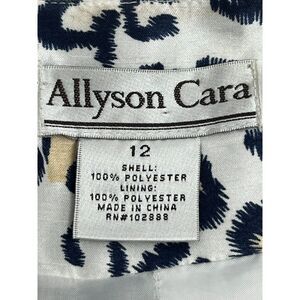 Allyson Cara
12
SHELL:
100% POLYESTER
LINING:
100% POLYESTER
MADE IN CHINA
RN#102888